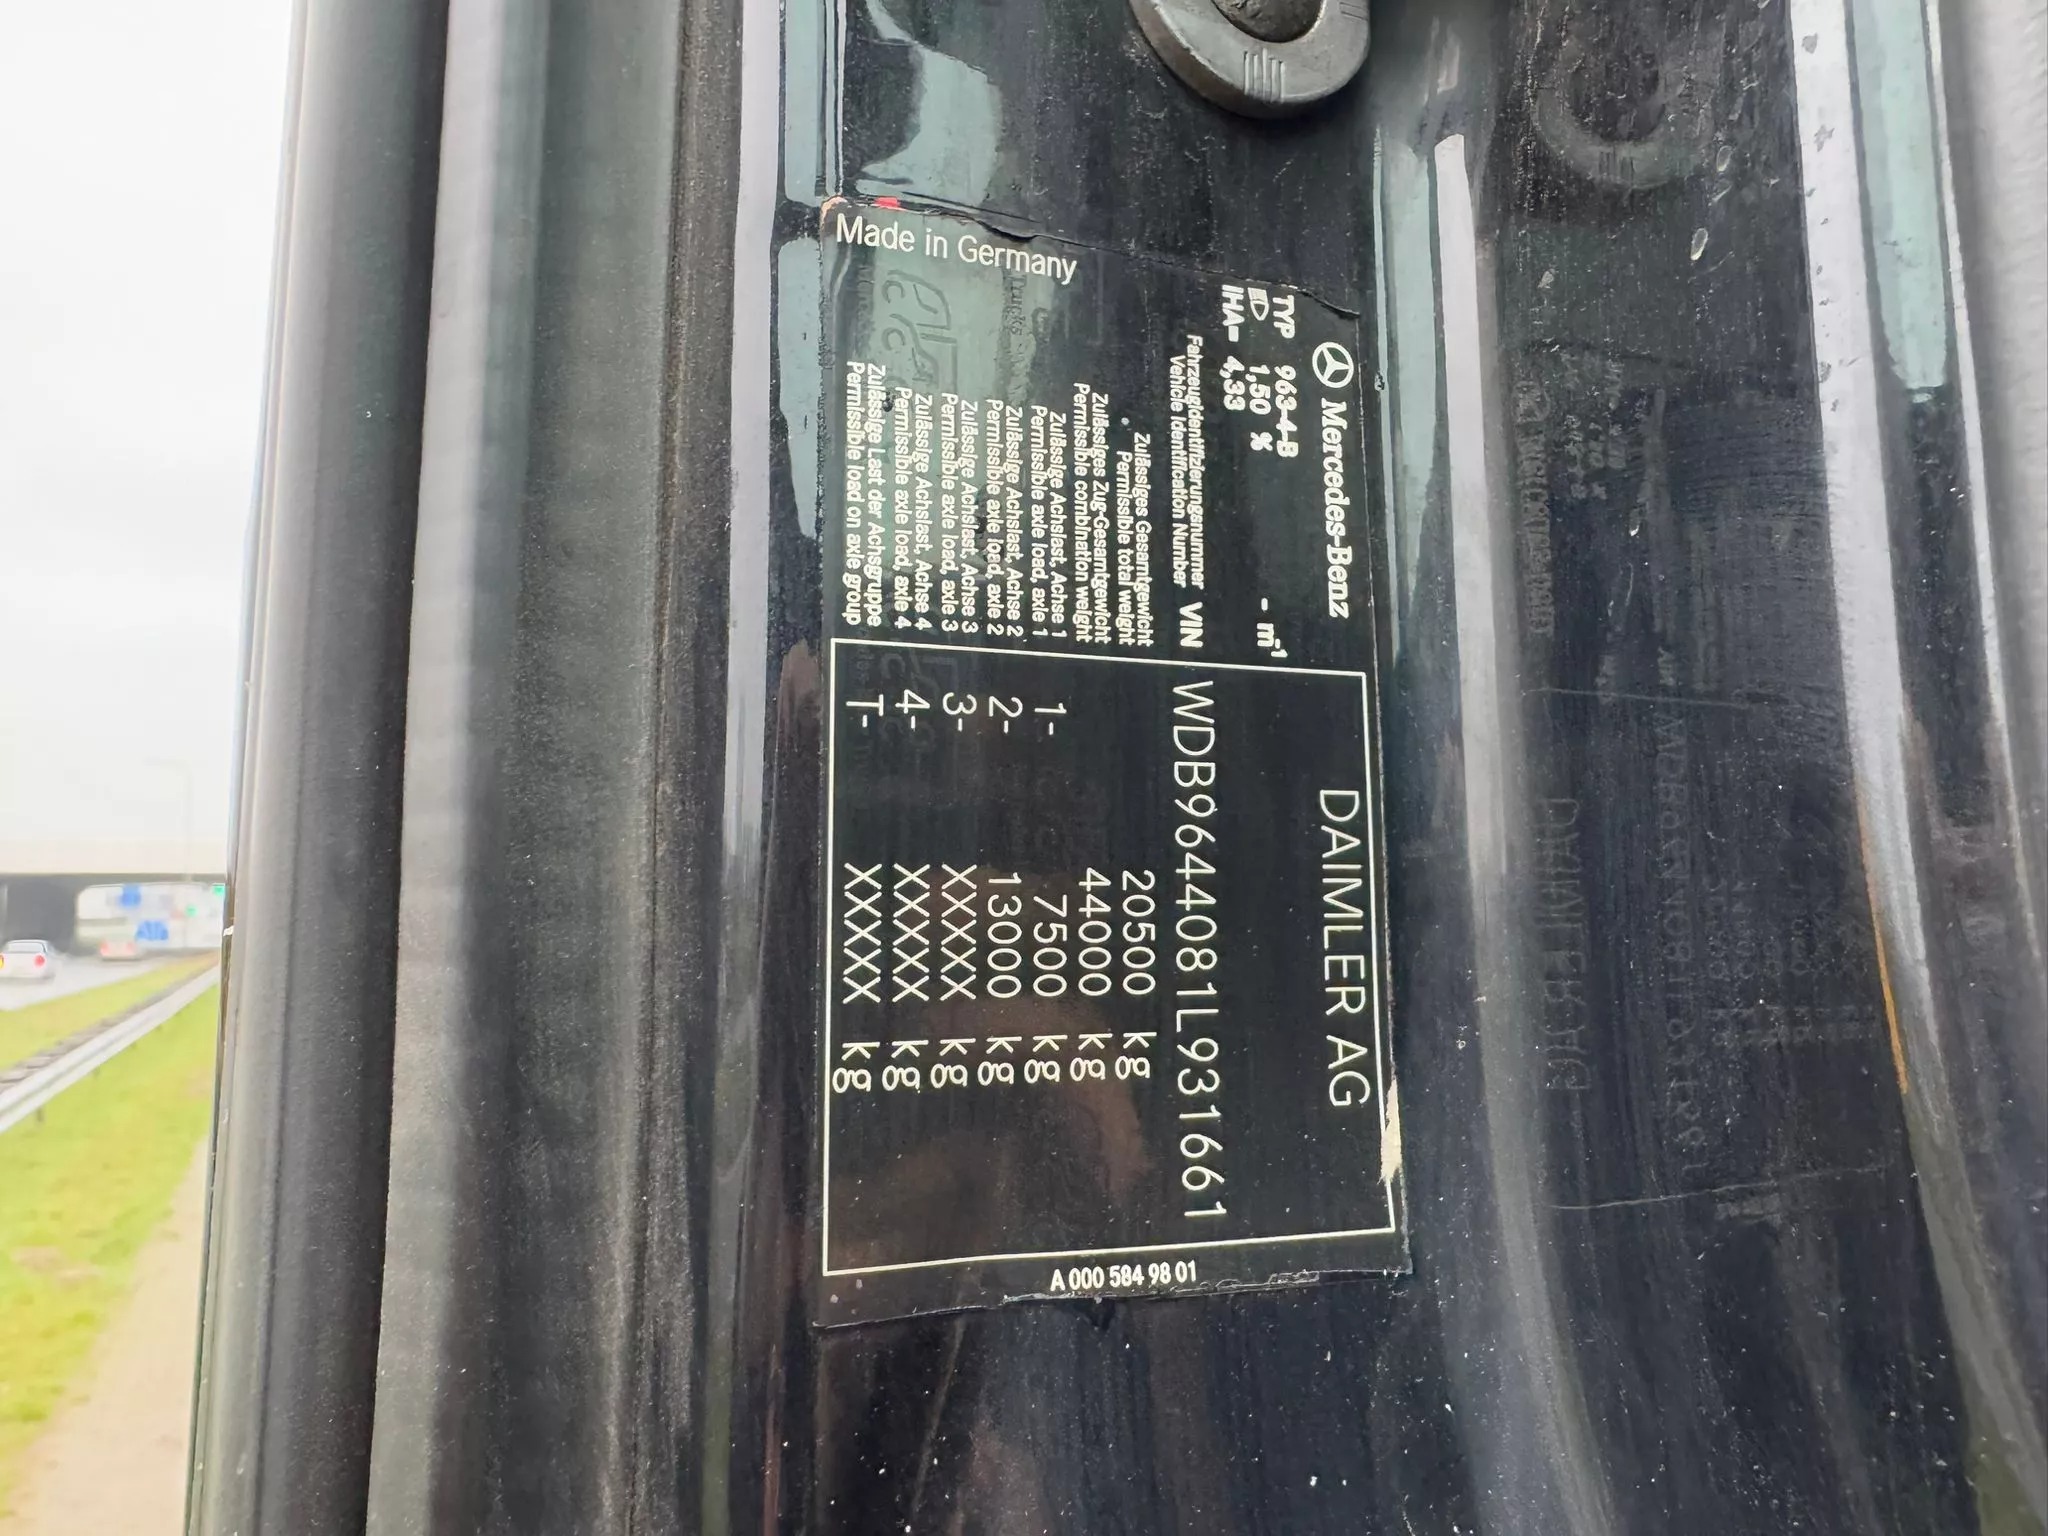 Mercedes-Benz
DAIMLER AG
TYP 963-4-B
1,50 % - m-1
IHA= 4,33
Fahrzeugidentifizierungsnummer
Vehicle Identification Number VIN WDB9644081L931661
Zulässiges Gesamtgewicht
Permissible total weight 20500 kg
Zulässiges Zug-Gesamtgewicht
Permissible combination weight 44000 kg
Zulässige Achslast, Achse 1
Permissible axle load, axle 1 1- 7500 kg
Zulässige Achslast, Achse 2
Permissible axle load, axle 2 2- 13000 kg
Zulässige Achslast, Achse 3
Permissible axle load, axle 3 3- XXXXX kg
Zulässige Achslast, Achse 4
Permissible axle load, axle 4 4- XXXXX kg
Zulässige Last der Achsgruppe
Permissible load on axle group T- XXXXX kg
Made in Germany
A 000 584 98 01